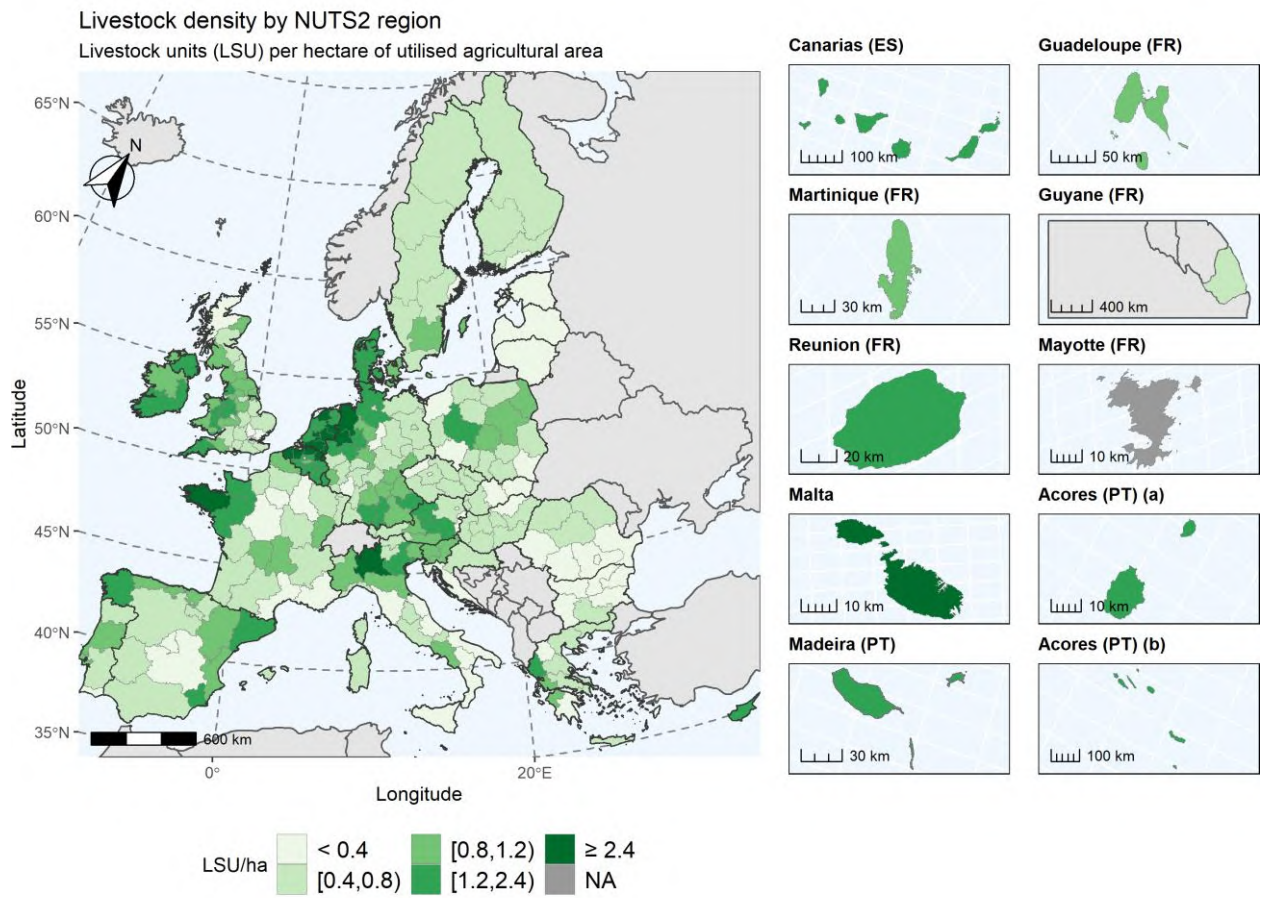 Livestock density by NUTS2 region
Livestock units (LSU) per hectare of utilised agricultural area
65°N
60°N
55°N
50°N
45°N
40°N
35°N
Latitude
N
600 km
0°
20°E
Longitude
Canarias (ES)
100 km
Guadeloupe (FR)
50 km
Martinique (FR)
30 km
Guyane (FR)
400 km
Reunion (FR)
20 km
Mayotte (FR)
10 km
Malta
10 km
Acores (PT) (a)
10 km
Madeira (PT)
30 km
Acores (PT) (b)
100 km
LSU/ha
< 0.4
[0.4,0.8)
[0.8,1.2)
[1.2,2.4)
≥ 2.4
NA